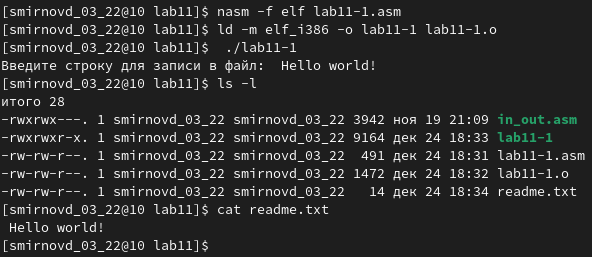 [smirnovd_03_22@10 lab11]$ nasm -f elf lab11-1.asm
[smirnovd_03_22@10 lab11]$ ld -m elf_i386 -o lab11-1 lab11-1.o
[smirnovd_03_22@10 lab11]$  ./lab11-1
Введите строку для записи в файл:  Hello world!
[smirnovd_03_22@10 lab11]$ ls -l
итого 28
-rwxrwx---. 1 smirnovd_03_22 smirnovd_03_22 3942 ноя 19 21:09 in_out.asm
-rwxrwxr-x. 1 smirnovd_03_22 smirnovd_03_22 9164 дек 24 18:33 lab11-1
-rw-rw-r--. 1 smirnovd_03_22 smirnovd_03_22  491 дек 24 18:31 lab11-1.asm
-rw-rw-r--. 1 smirnovd_03_22 smirnovd_03_22 1472 дек 24 18:32 lab11-1.o
-rw-rw-r--. 1 smirnovd_03_22 smirnovd_03_22   14 дек 24 18:34 readme.txt
[smirnovd_03_22@10 lab11]$ cat readme.txt
 Hello world!
[smirnovd_03_22@10 lab11]$